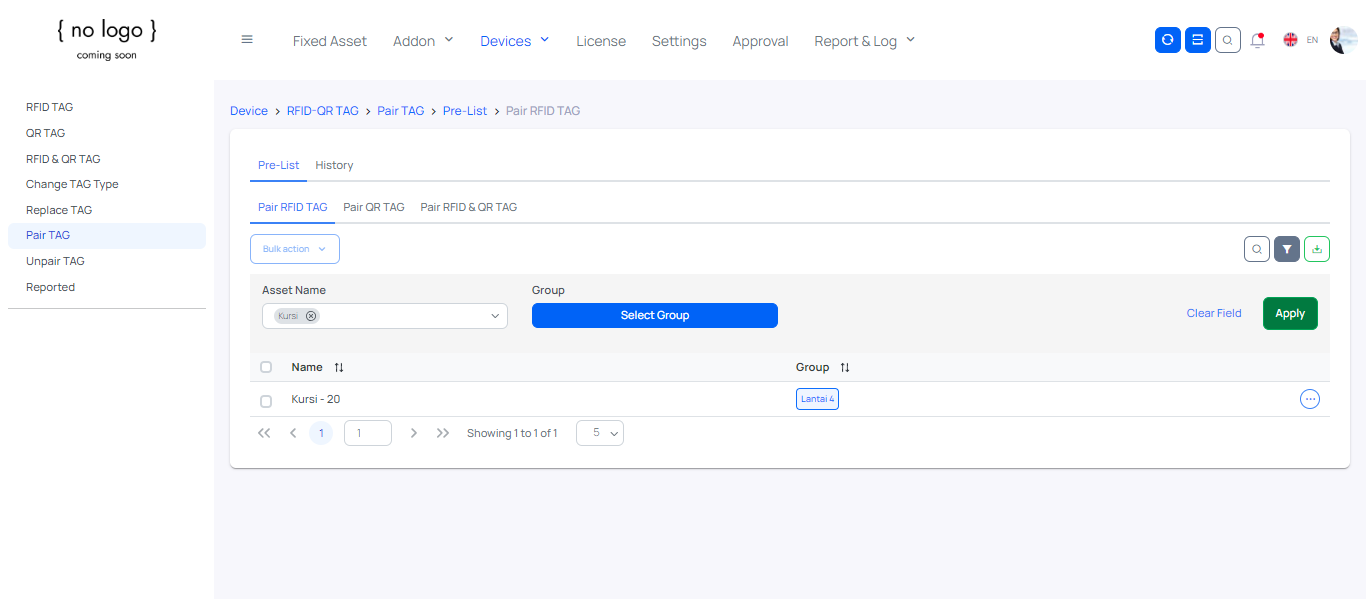 { no logo }
coming soon
Fixed Asset Addon Devices License Settings Approval Report & Log EN
RFID TAG
QR TAG
RFID & QR TAG
Change TAG Type
Replace TAG
Pair TAG
Unpair TAG
Reported
Device > RFID-QR TAG > Pair TAG > Pre-List > Pair RFID TAG
Pre-List History
Pair RFID TAG Pair QR TAG Pair RFID & QR TAG
Bulk action
Asset Name Group
Kursi Select Group Clear Field Apply
Name Group
Kursi - 20 Lantai 4
1 1 Showing 1 to 1 of 1 5